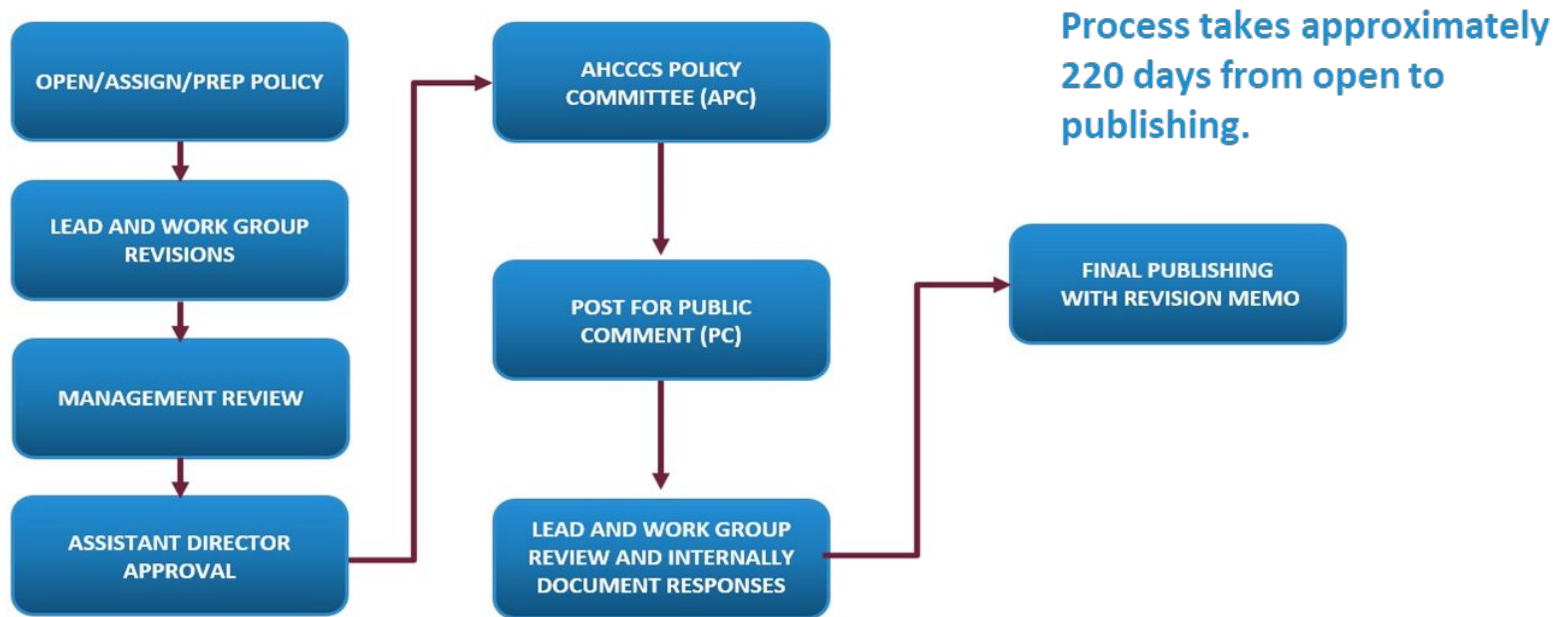 OPEN/ASSIGN/PREP POLICY
LEAD AND WORK GROUP
REVISIONS
MANAGEMENT REVIEW
ASSISTANT DIRECTOR
APPROVAL
AHCCCS POLICY
COMMITTEE (APC)
POST FOR PUBLIC
COMMENT (PC)
LEAD AND WORK GROUP
REVIEW AND INTERNALLY
DOCUMENT RESPONSES
Process takes approximately
220 days from open to
publishing.
FINAL PUBLISHING
WITH REVISION MEMO